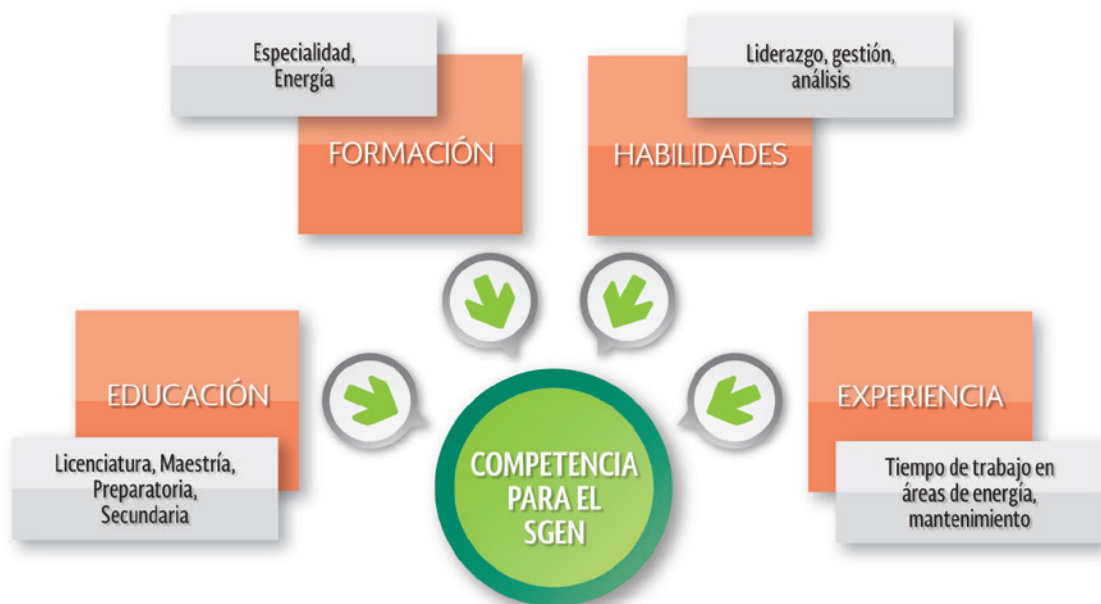 Especialidad,
Energía
FORMACIÓN
Liderazgo, gestión,
análisis
HABILIDADES
EDUCACIÓN
Licenciatura, Maestría,
Preparatoria,
Secundaria
COMPETENCIA
PARA EL
SGEN
EXPERIENCIA
Tiempo de trabajo en
áreas de energía,
mantenimiento